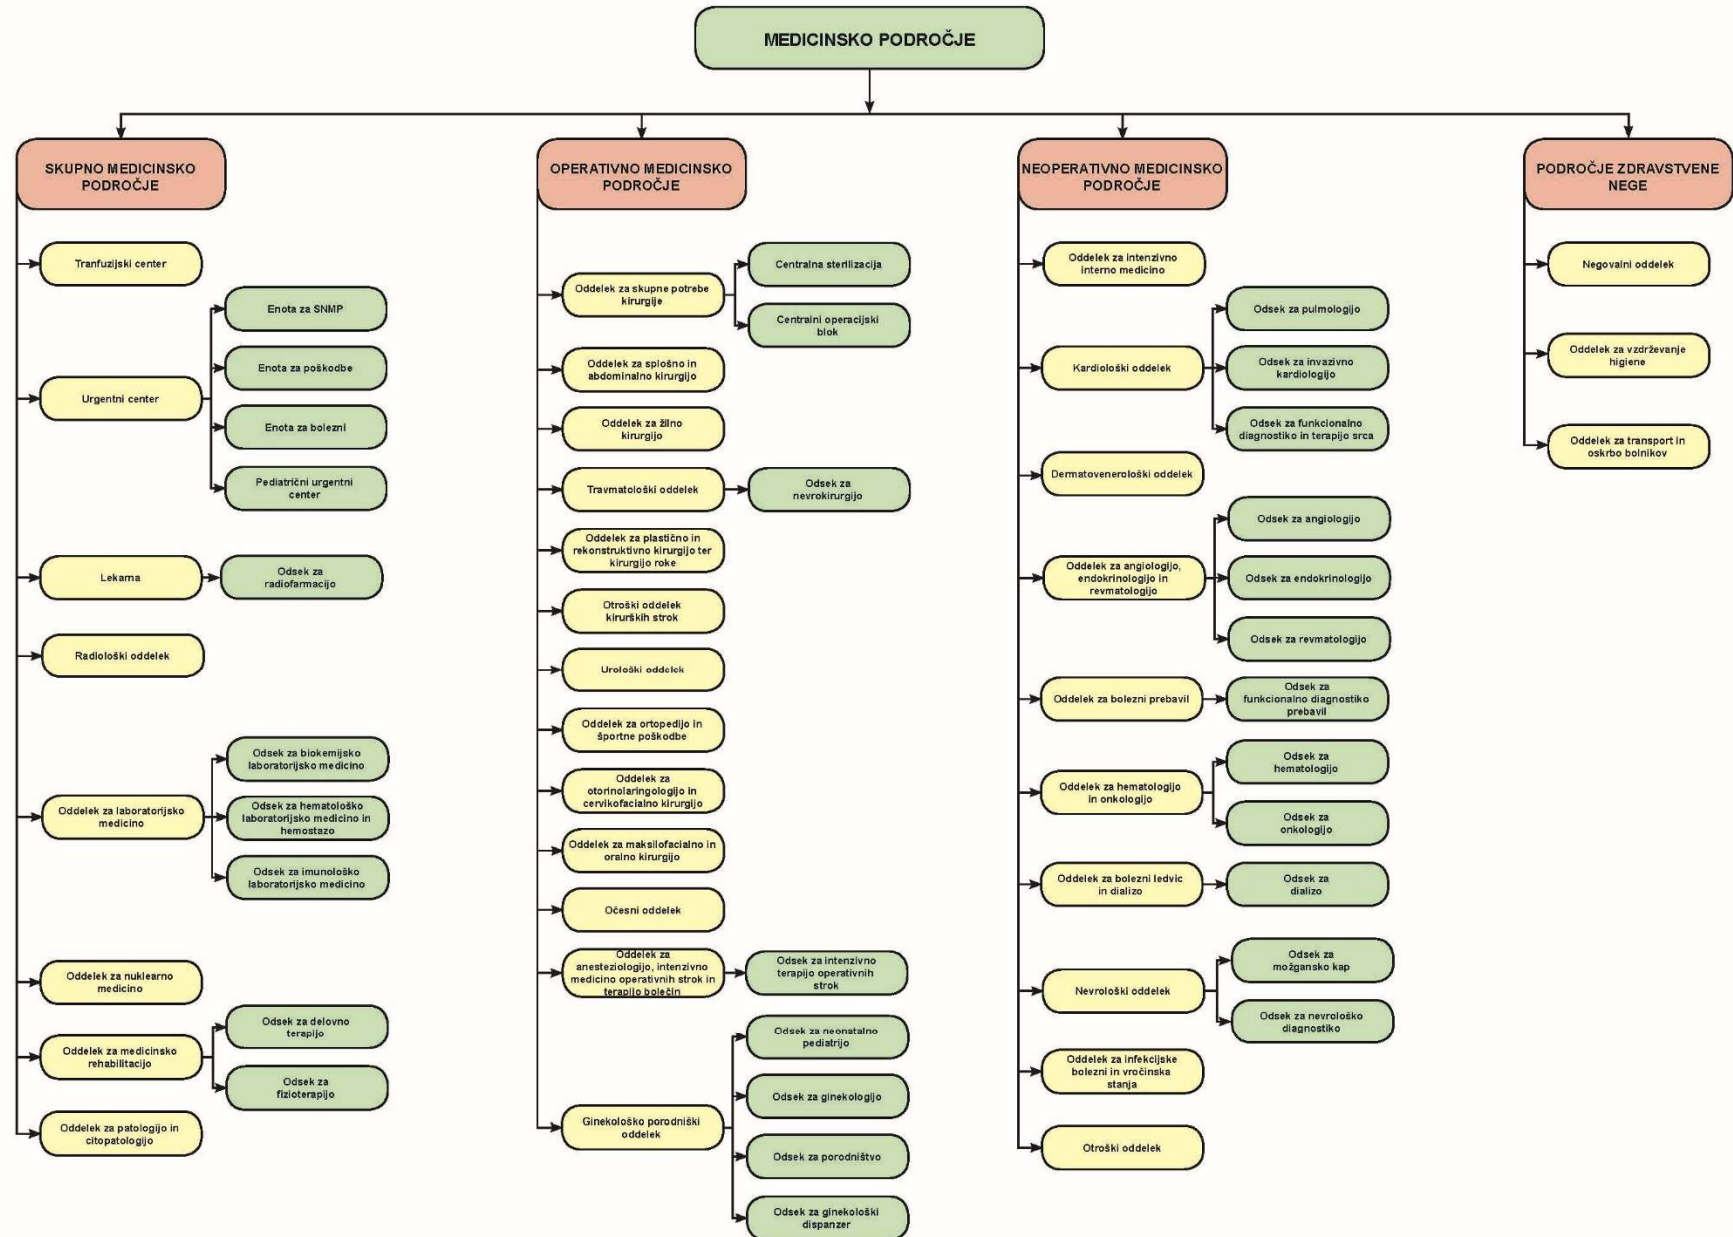 MEDICINSKO PODROČJE
SKUPNO MEDICINSKO
PODROČJE
Tranfuzijski center
Urgentni center
Enota za SNMP
Enota za poškodbe
Enota za bolezni
Pediatrični urgentni
center
Lekarna
Odsek za
radiofarmacijo
Radiološki oddelek
Oddelek za laboratorijsko
medicino
Odsek za biokemijsko
laboratorijsko medicino
Odsek za hematološko
laboratorijsko medicino in
hemostazo
Odsek za imunološko
laboratorijsko medicino
Oddelek za nuklearno
medicino
Oddelek za medicinsko
rehabilitacijo
Odsek za delovno
terapijo
Odsek za
fizioterapijo
Oddelek za patologijo in
citopatologijo
OPERATIVNO MEDICINSKO
PODROČJE
Oddelek za skupne potrebe
kirurgije
Centralna sterilizacija
Centralni operacijski
blok
Oddelek za splošno in
abdominalno kirurgijo
Oddelek za žilno
kirurgijo
Travmatološki oddelek
Odsek za
nevrokirurgijo
Oddelek za plastično in
rekonstruktivno kirurgijo ter
kirurgijo roke
Otroški oddelek
kirurških strok
Urološki oddelek
Oddelek za ortopedijo in
športne poškodbe
Oddelek za
otorinolaringologijo in
cervikofacialno kirurgijo
Oddelek za maksilofacialno in
oralno kirurgijo
Očesni oddelek
Oddelek za
anesteziologijo, intenzivno
medicino operativnih strok in
terapijo bolečin
Odsek za intenzivno
terapijo operativnih
strok
Ginekološko porodniški
oddelek
Odsek za neonatalno
pediatrijo
Odsek za ginekologijo
Odsek za porodništvo
Odsek za ginekološki
dispanzer
NEOPERATIVNO MEDICINSKO
PODROČJE
Oddelek za intenzivno
interno medicino
Kardiološki oddelek
Odsek za pulmologijo
Odsek za invazivno
kardiologijo
Odsek za funkcionalno
diagnostiko in terapijo srca
Dermatovenerološki oddelek
Oddelek za angiologijo,
endokrinologijo in
revmatologijo
Odsek za angiologijo
Odsek za endokrinologijo
Odsek za revmatologijo
Oddelek za bolezni prebavil
Odsek za
funkcionalno diagnostiko
prebavil
Oddelek za hematologijo
in onkologijo
Odsek za
hematologijo
Odsek za
onkologijo
Oddelek za bolezni ledvic
in dializo
Odsek za
dializo
Nevrološki oddelek
Odsek za
možgansko kap
Odsek za nevrološko
diagnostiko
Oddelek za infekcijske
bolezni in vročinska
stanja
Otroški oddelek
PODROČJE ZDRAVSTVENE
NEGE
Negovalni oddelek
Oddelek za vzdrževanje
higiene
Oddelek za transport in
oskrbo bolnikov